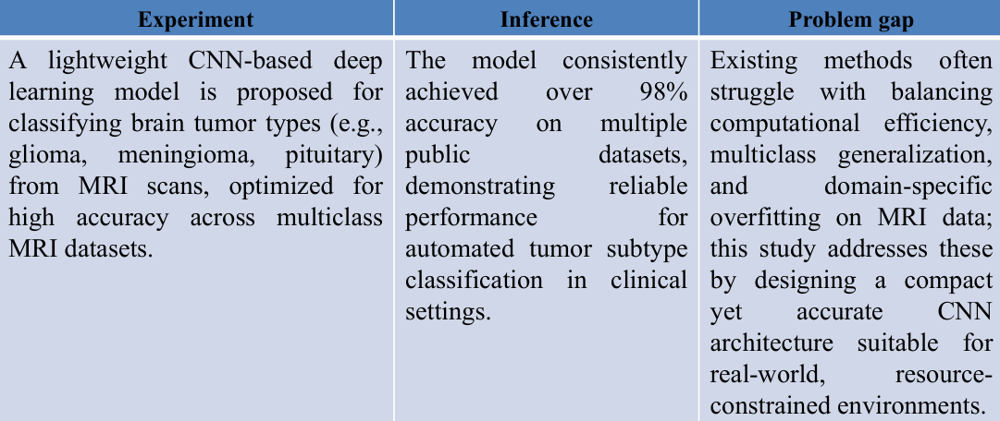 Experiment
Inference
Problem gap
A lightweight CNN-based deep
learning model is proposed for
classifying brain tumor types (e.g.,
glioma, meningioma, pituitary)
from MRI scans, optimized for
high accuracy across multiclass
MRI datasets.
The model consistently
achieved over 98%
accuracy on multiple
public datasets,
demonstrating reliable
performance for
automated tumor subtype
classification in clinical
settings.
Existing methods often
struggle with balancing
computational efficiency,
multiclass generalization,
and domain-specific
overfitting on MRI data;
this study addresses these
by designing a compact
yet accurate CNN
architecture suitable for
real-world, resource-
constrained environments.